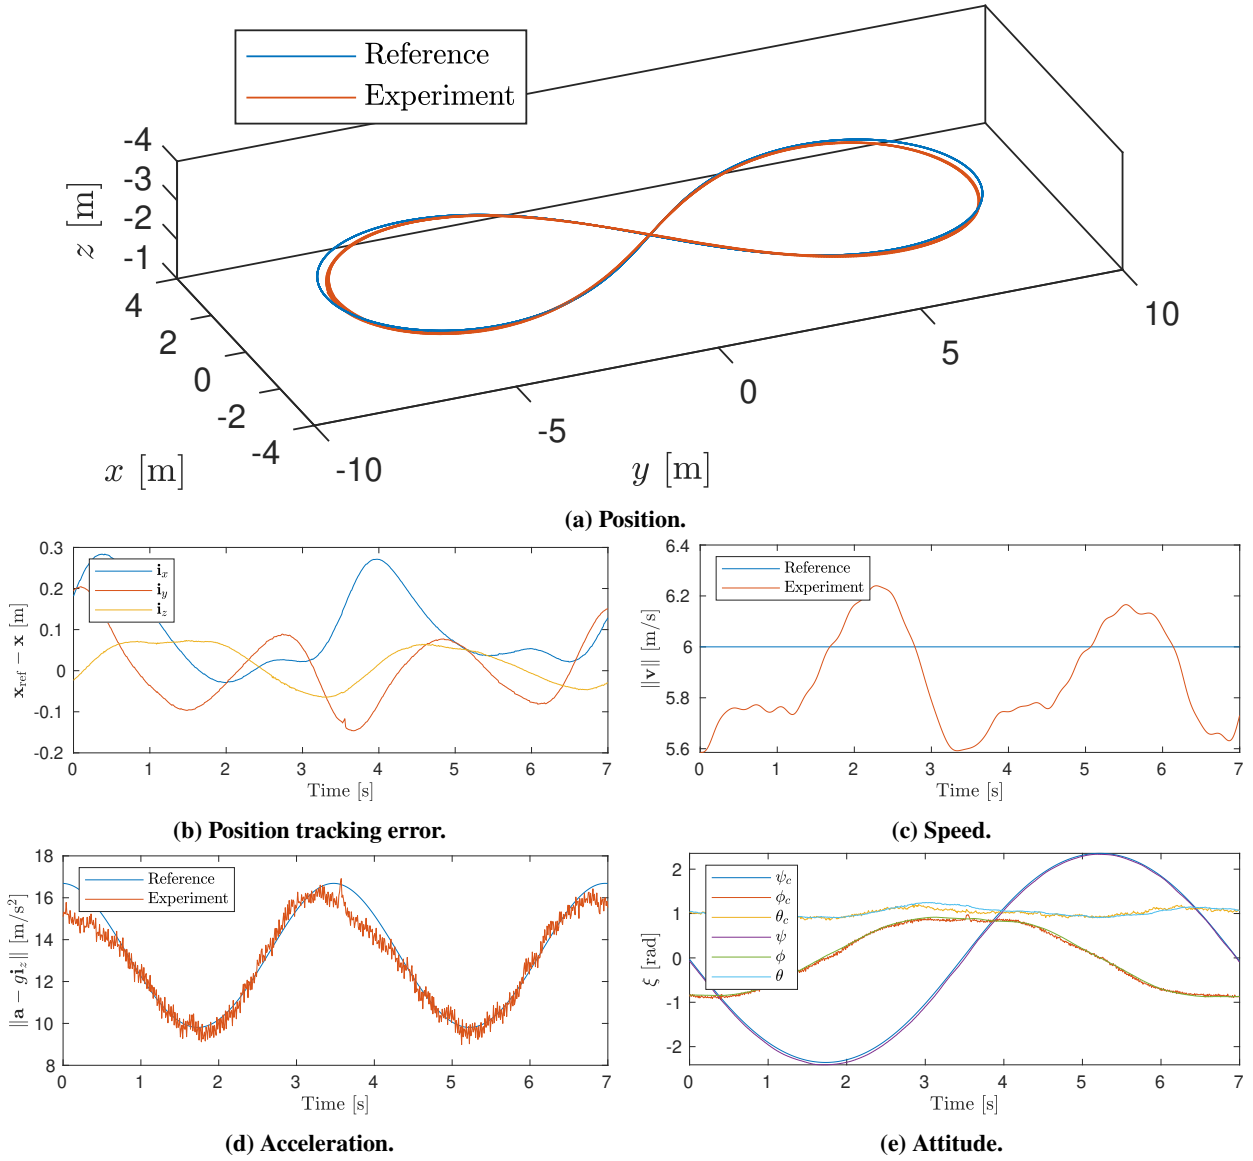 Reference
Experiment
-4
-3
-2
-1
z [m]
4
2
0
-2
-4
x [m]
-10
-5
0
5
10
y [m]
(a) Position.
0.3
0.2
0.1
0
-0.1
-0.2
x_ref − x [m]
i_x
i_y
i_z
0 1 2 3 4 5 6 7
Time [s]
(b) Position tracking error.
6.4
6.2
6
5.8
5.6
||v|| [m/s]
Reference
Experiment
0 1 2 3 4 5 6 7
Time [s]
(c) Speed.
18
16
14
12
10
8
||a − gi_z|| [m/s²]
Reference
Experiment
0 1 2 3 4 5 6 7
Time [s]
(d) Acceleration.
2
1
0
-1
-2
ξ [rad]
ψ_c
ϕ_c
θ_c
ψ
ϕ
θ
0 1 2 3 4 5 6 7
Time [s]
(e) Attitude.